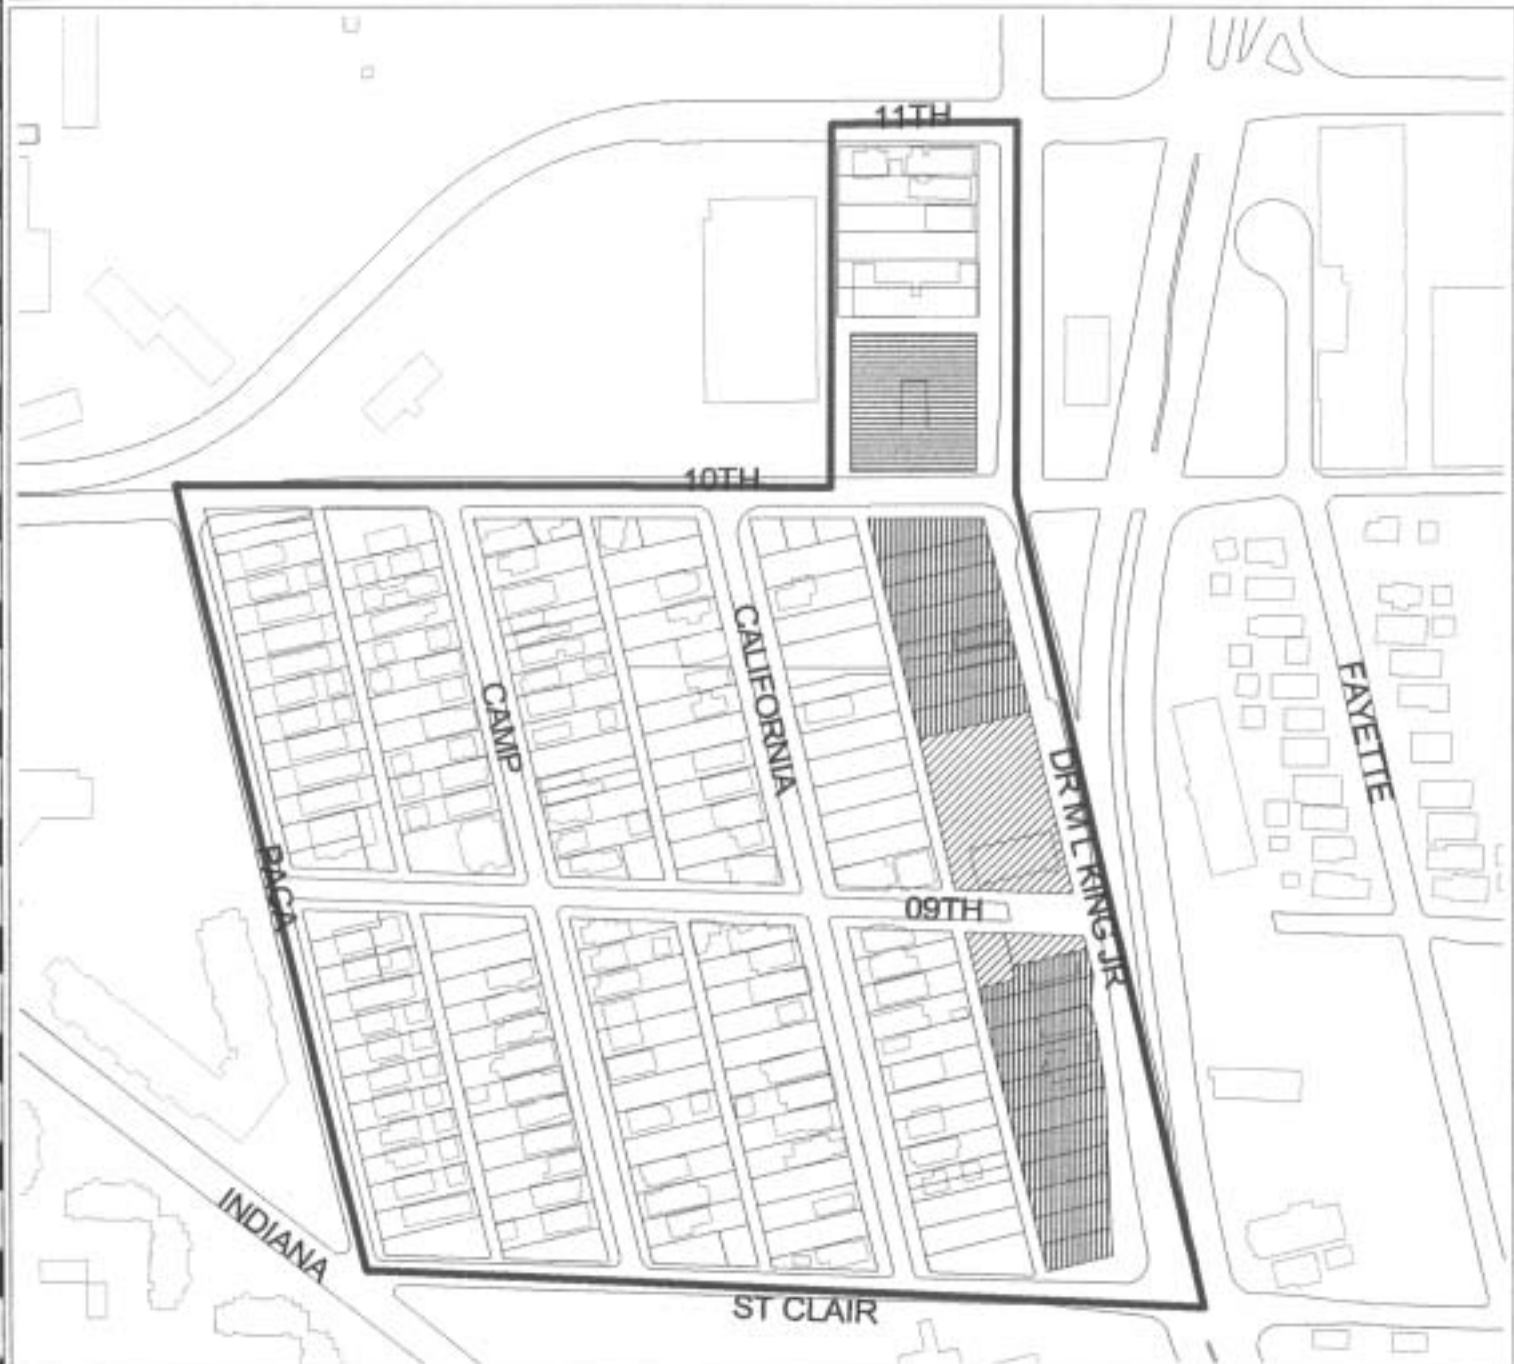 11TH
10TH
CALIFORNIA
CAMP
FAYETTE
DR M L KING JR
PACA
09TH
INDIANA
ST CLAIR